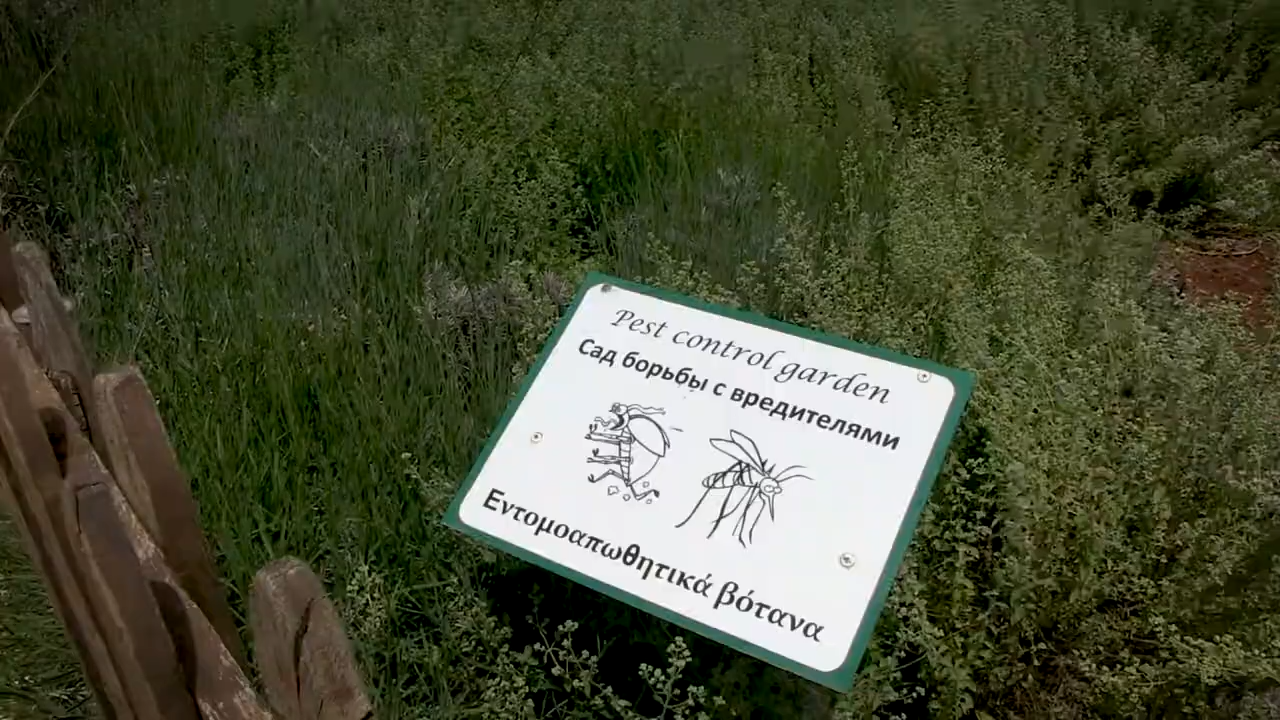 Pest control garden
Сад борьбы с вредителями
Εντομοαπωθητικά βότανα